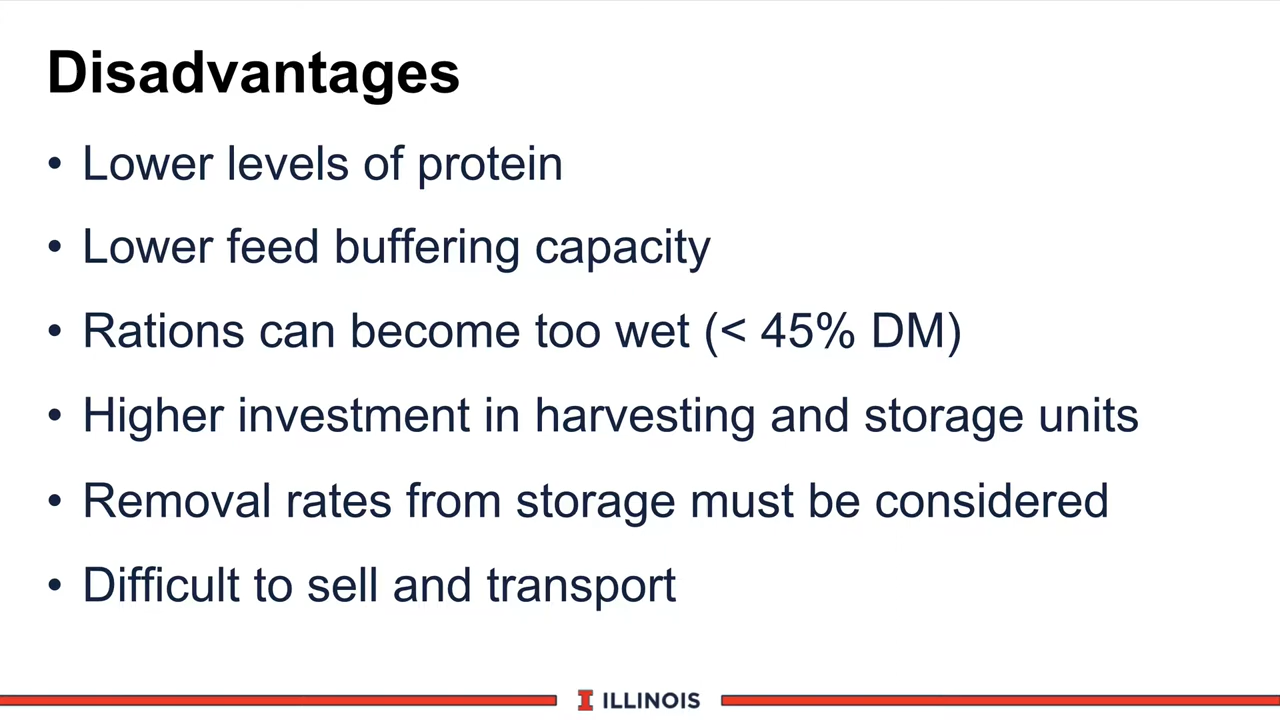 Disadvantages
• Lower levels of protein
• Lower feed buffering capacity
• Rations can become too wet (< 45% DM)
• Higher investment in harvesting and storage units
• Removal rates from storage must be considered
• Difficult to sell and transport
I ILLINOIS